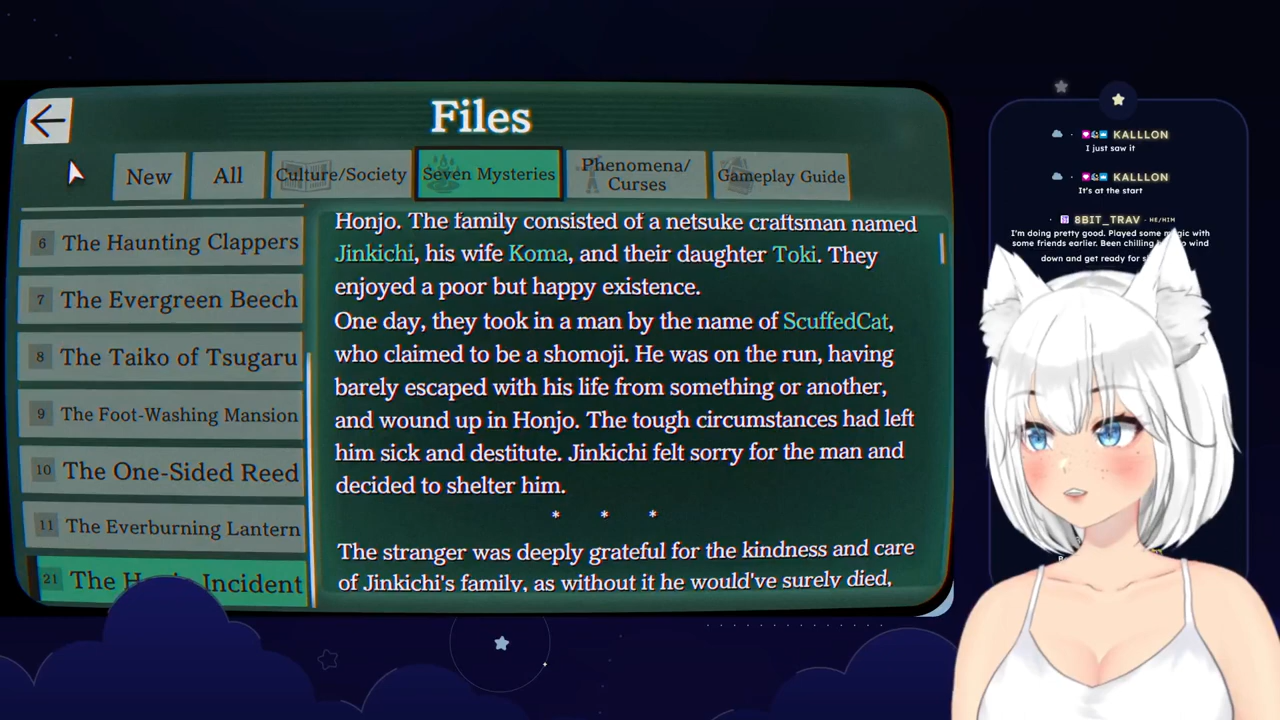 Files
New
All
Culture/Society
Seven Mysteries
Phenomena/
Curses
Gameplay Guide
6 The Haunting Clappers
7 The Evergreen Beech
8 The Taiko of Tsugaru
9 The Foot-Washing Mansion
10 The One-Sided Reed
11 The Everburning Lantern
21 The Incident
Honjo. The family consisted of a netsuke craftsman named
Jinkichi, his wife Koma, and their daughter Toki. They
enjoyed a poor but happy existence.
One day, they took in a man by the name of ScuffedCat,
who claimed to be a shomoji. He was on the run, having
barely escaped with his life from something or another,
and wound up in Honjo. The tough circumstances had left
him sick and destitute. Jinkichi felt sorry for the man and
decided to shelter him.
* * *
The stranger was deeply grateful for the kindness and care
of Jinkichi's family, as without it he would've surely died,
KALLLON
I just saw it
KALLLON
It's at the start
8BIT_TRAV · HE/HIM
I'm doing pretty good. Played some magic with
some friends earlier. Been chilling to wind
down and get ready for